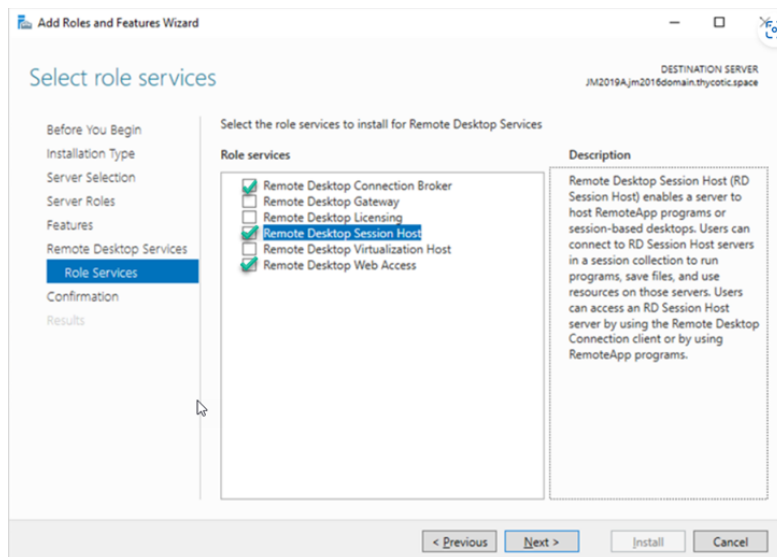 Add Roles and Features Wizard
Select role services
DESTINATION SERVER
JM2019A.jm2016domain.thycotic.space
Before You Begin
Installation Type
Server Selection
Server Roles
Features
Remote Desktop Services
Role Services
Confirmation
Results
Select the role services to install for Remote Desktop Services
Role services
Remote Desktop Connection Broker
Remote Desktop Gateway
Remote Desktop Licensing
Remote Desktop Session Host
Remote Desktop Virtualization Host
Remote Desktop Web Access
Description
Remote Desktop Session Host (RD
Session Host) enables a server to
host RemoteApp programs or
session-based desktops. Users can
connect to RD Session Host servers
in a session collection to run
programs, save files, and use
resources on those servers. Users
can access an RD Session Host
server by using the Remote Desktop
Connection client or by using
RemoteApp programs.
< Previous
Next >
Install
Cancel